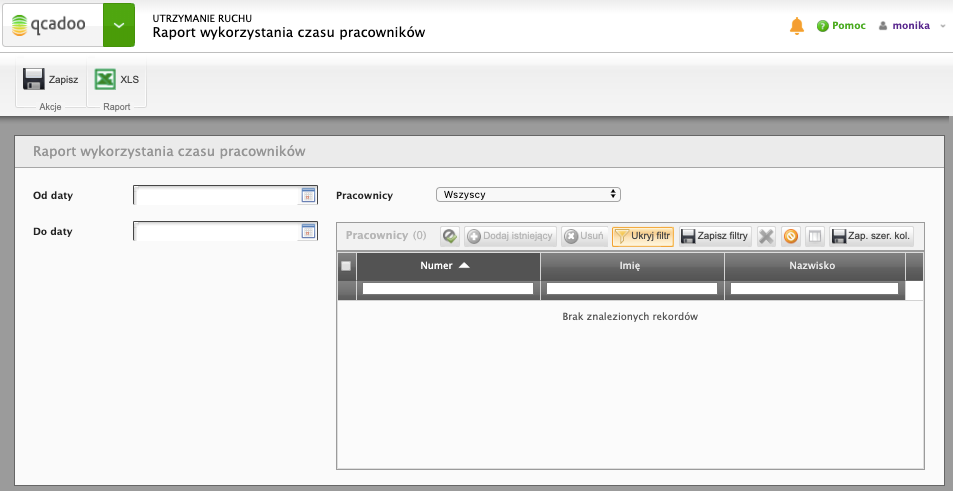 qcadoo
UTRZYMANIE RUCHU
Raport wykorzystania czasu pracowników
Pomoc
monika
Zapisz
XLS
Akcje
Raport
Raport wykorzystania czasu pracowników
Od daty
Pracownicy
Wszyscy
Do daty
Pracownicy (0)
Dodaj istniejący
Usuń
Ukryj filtr
Zapisz filtry
Zap. szer. kol.
Numer
Imię
Nazwisko
Brak znalezionych rekordów